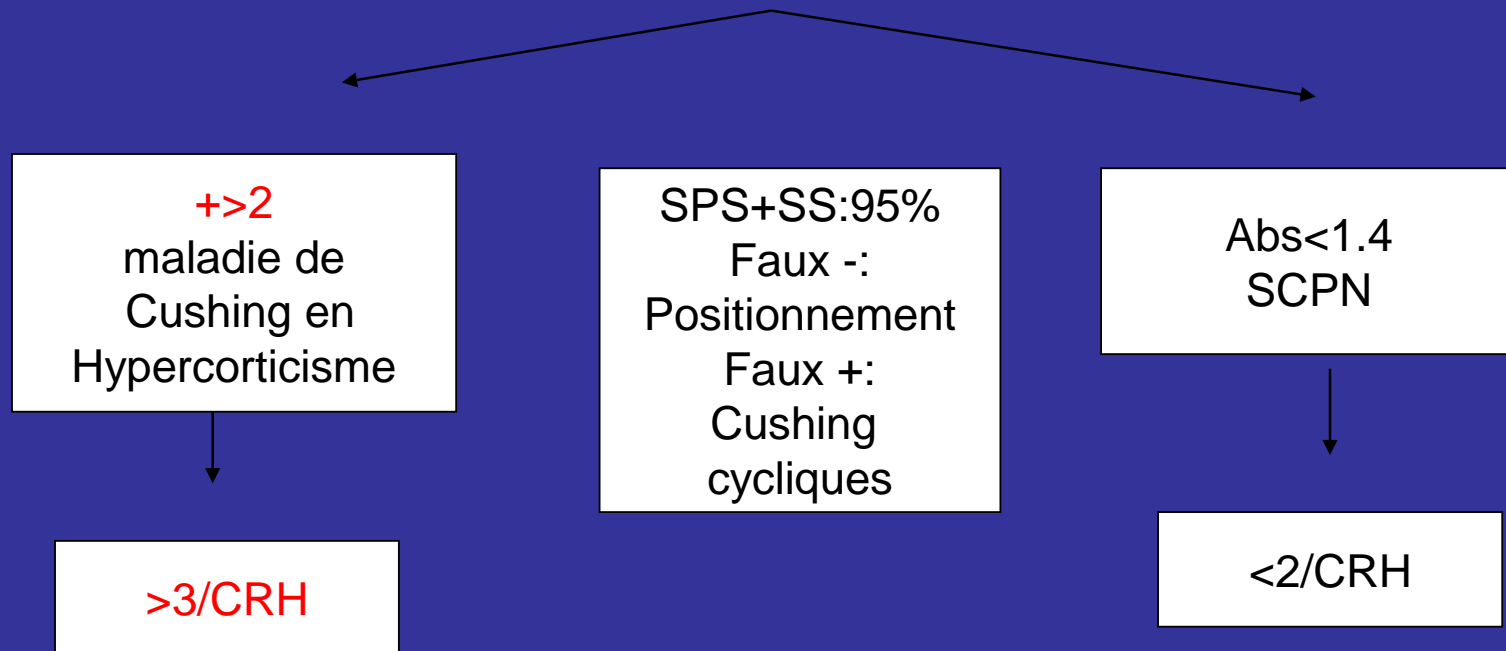 +>2
maladie de
Cushing en
Hypercorticisme
>3/CRH
SPS+SS:95%
Faux -:
Positionnement
Faux +:
Cushing
cycliques
Abs<1.4
SCPN
<2/CRH